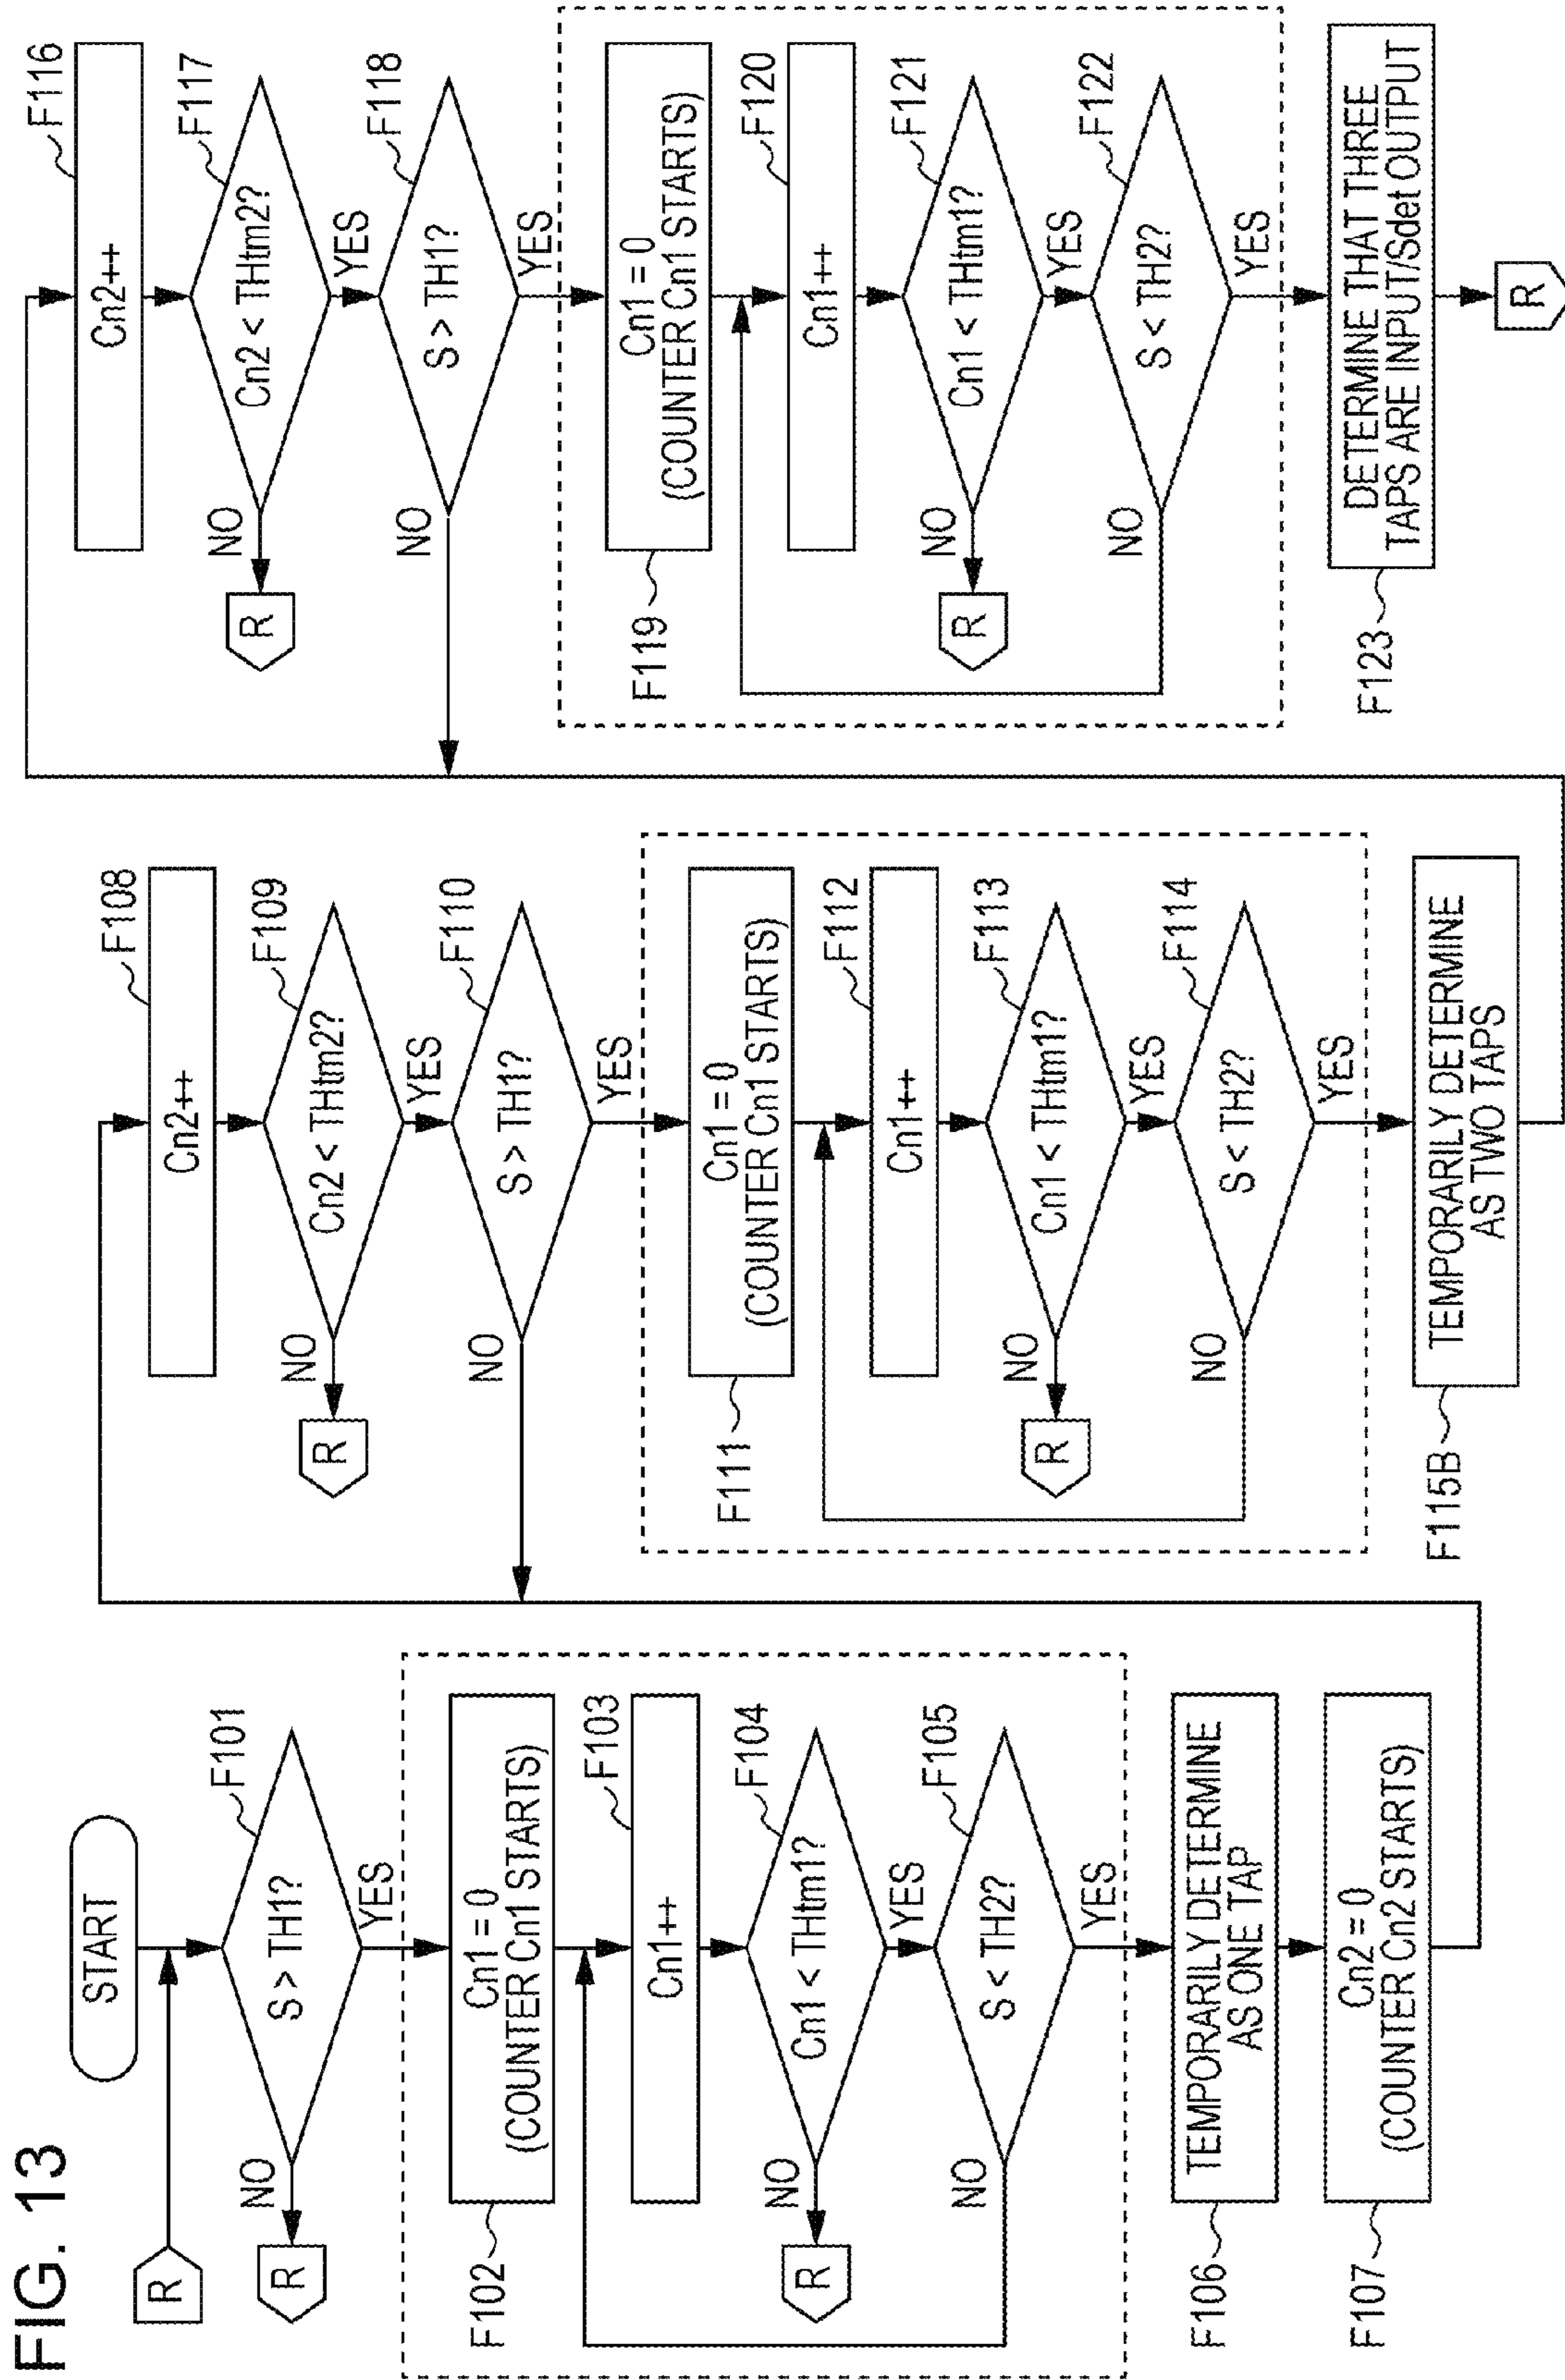 FIG. 13
START
R
F101
S > TH1?
NO
R
YES
F102
Cn1 = 0
(COUNTER Cn1 STARTS)
F103
Cn1++
F104
Cn1 < THtm1?
NO
R
YES
F105
S < TH2?
NO
YES
F106
TEMPORARILY DETERMINE
AS ONE TAP
F107
Cn2 = 0
(COUNTER Cn2 STARTS)
F108
Cn2++
F109
Cn2 < THtm2?
NO
R
YES
F110
S > TH1?
NO
YES
F111
Cn1 = 0
(COUNTER Cn1 STARTS)
F112
Cn1++
F113
Cn1 < THtm1?
NO
R
YES
F114
S < TH2?
NO
YES
F115B
TEMPORARILY DETERMINE
AS TWO TAPS
F116
Cn2++
F117
Cn2 < THtm2?
NO
R
YES
F118
S > TH1?
NO
YES
F119
Cn1 = 0
(COUNTER Cn1 STARTS)
F120
Cn1++
F121
Cn1 < THtm1?
NO
R
YES
F122
S < TH2?
NO
YES
F123
DETERMINE THAT THREE
TAPS ARE INPUT/Sdet OUTPUT
R